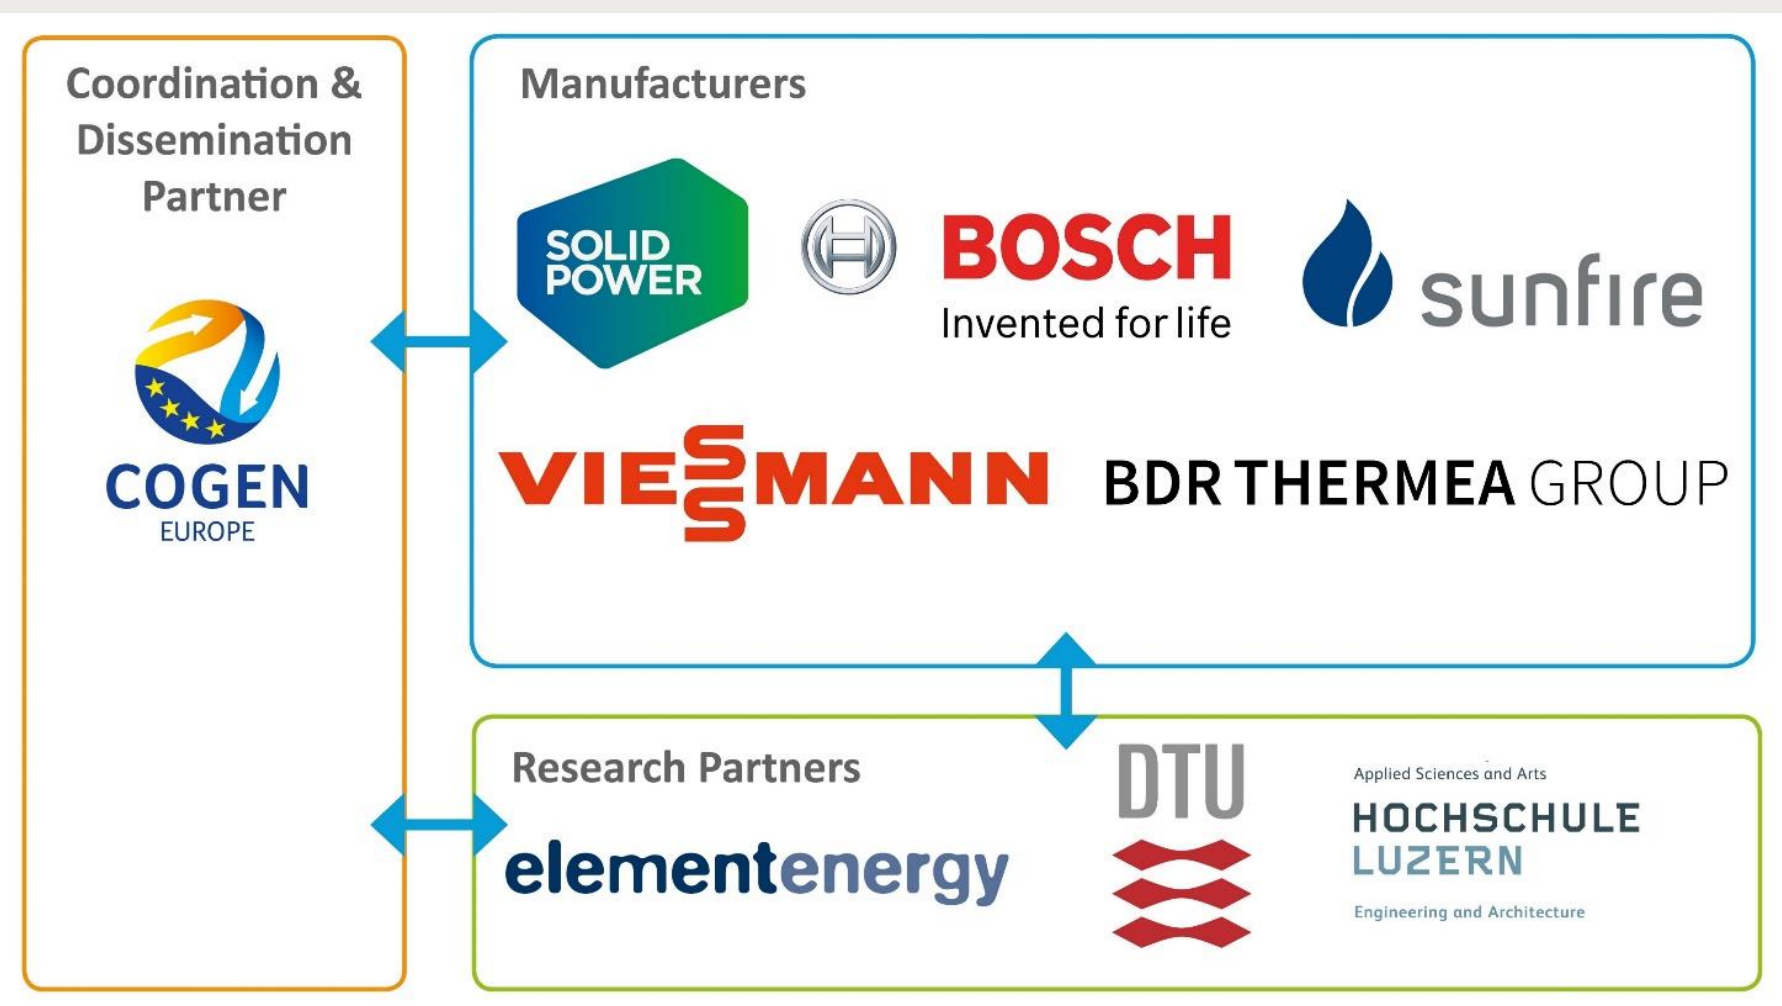 Coordination &
Dissemination
Partner
COGEN
EUROPE
Manufacturers
SOLID
POWER
BOSCH
Invented for life
sunfire
VIESSMANN
BDR THERMEA GROUP
Research Partners
elementenergy
DTU
Applied Sciences and Arts
HOCHSCHULE
LUZERN
Engineering and Architecture